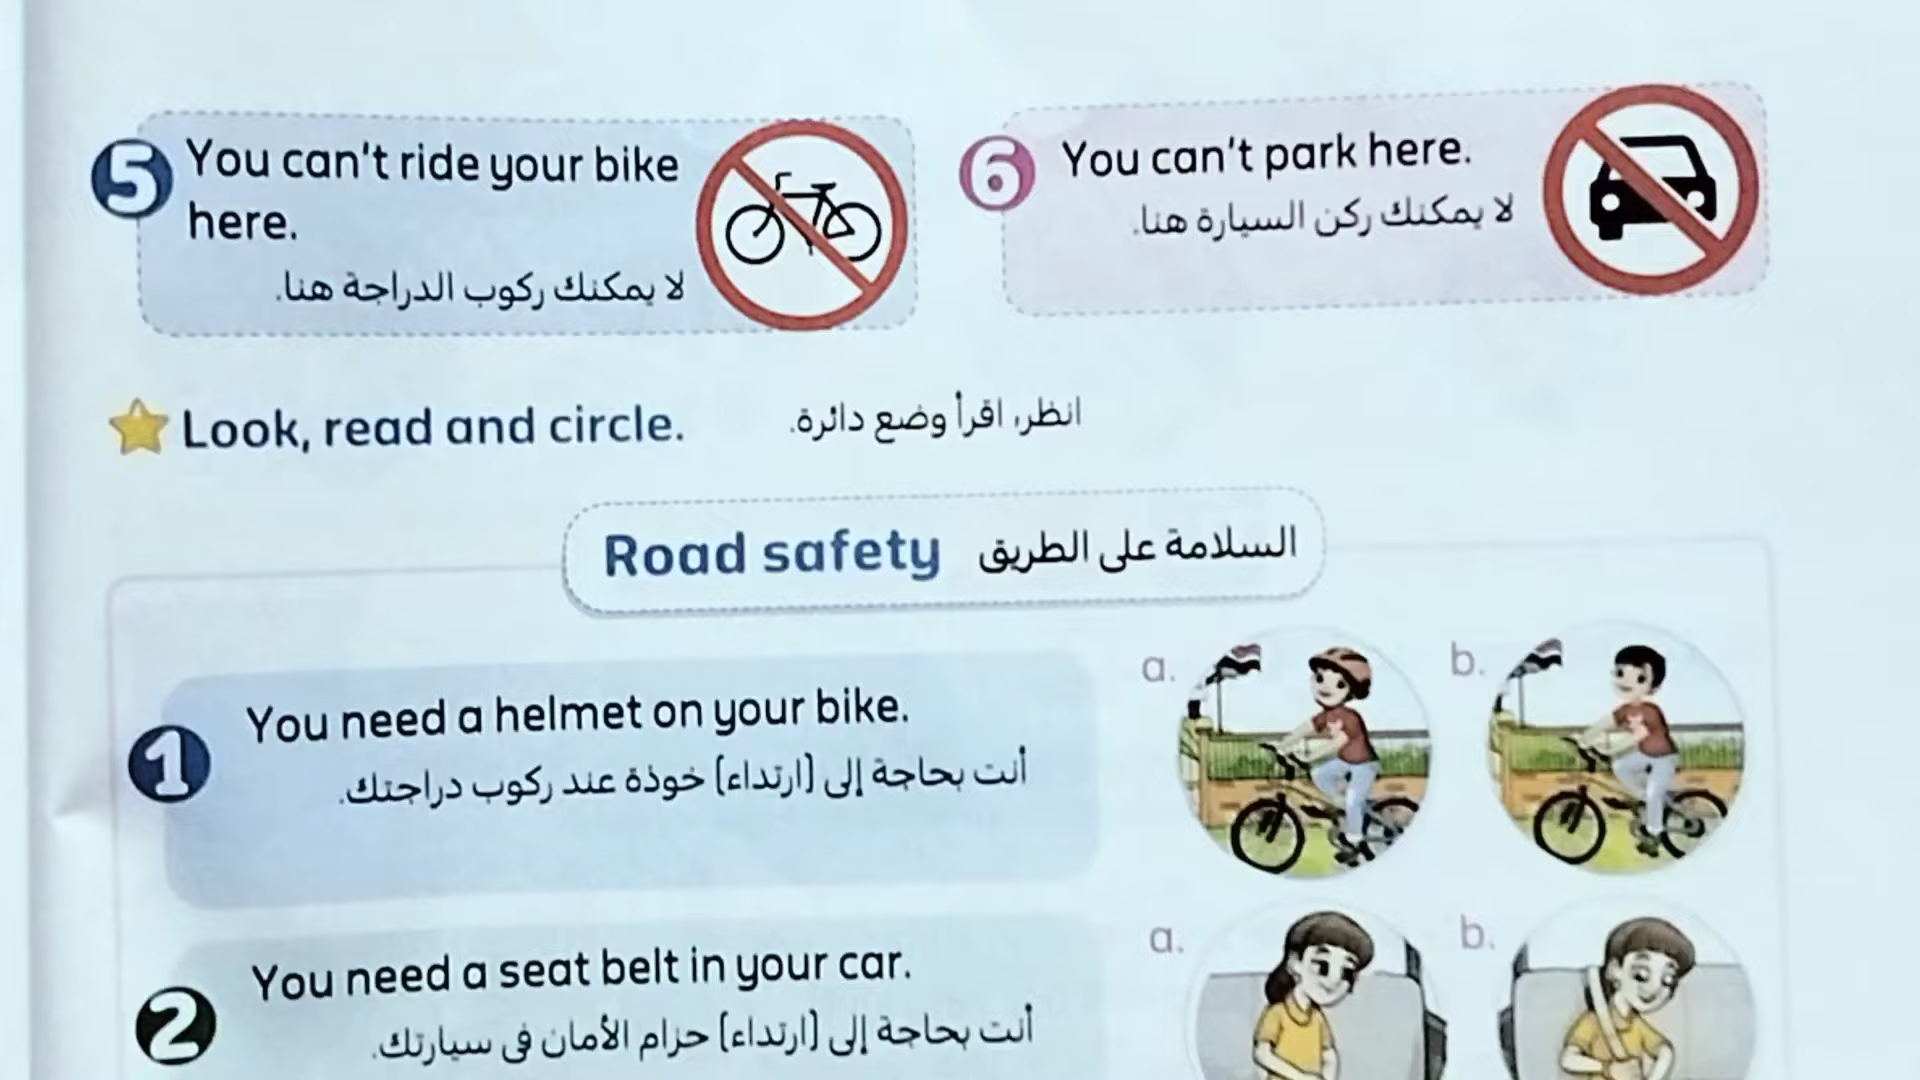 5 You can't ride your bike
here.
لا يمكنك ركوب الدراجة هنا.
6 You can't park here.
لا يمكنك ركن السيارة هنا.
Look, read and circle. انظر، اقرأ وضع دائرة.
Road safety السلامة على الطريق
1 You need a helmet on your bike.
أنت بحاجة إلى (ارتداء) خوذة عند ركوب دراجتك.
a. b.
2 You need a seat belt in your car.
أنت بحاجة إلى (ارتداء) حزام الأمان فى سيارتك.
a. b.